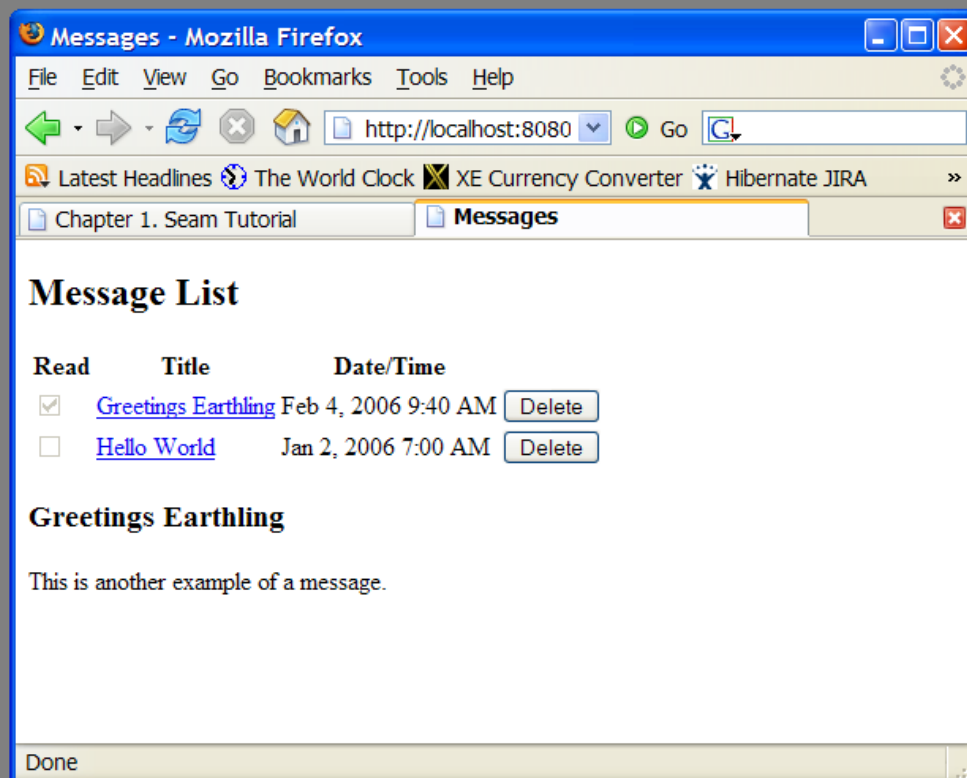 Messages - Mozilla Firefox
File Edit View Go Bookmarks Tools Help
http://localhost:8080 Go G
Latest Headlines The World Clock XE Currency Converter Hibernate JIRA »
Chapter 1. Seam Tutorial Messages
Message List
Read Title Date/Time
Greetings Earthling Feb 4, 2006 9:40 AM Delete
Hello World Jan 2, 2006 7:00 AM Delete
Greetings Earthling
This is another example of a message.
Done